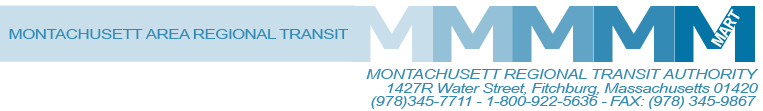 MONTACHUSETT AREA REGIONAL TRANSIT
MMMMM
MART
MONTACHUSETT REGIONAL TRANSIT AUTHORITY
1427R Water Street, Fitchburg, Massachusetts 01420
(978)345-7711 - 1-800-922-5636 - FAX: (978) 345-9867